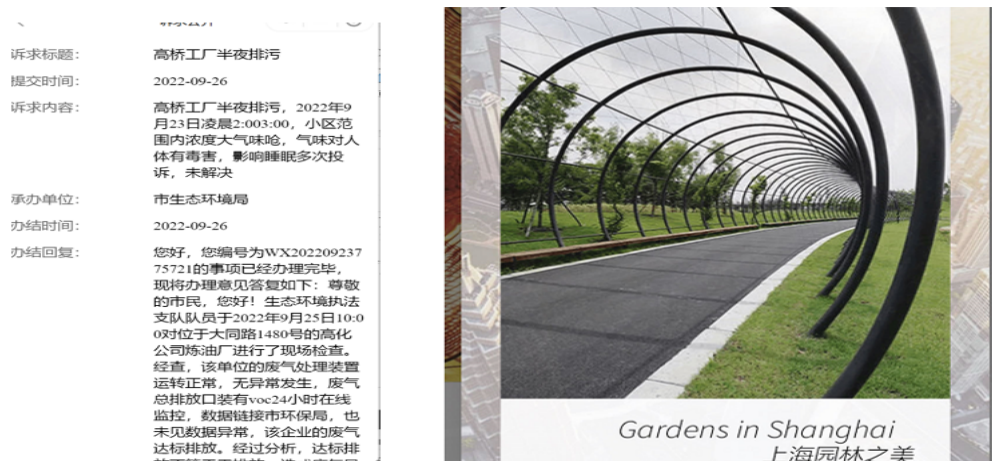 诉求标题：
高桥工厂半夜排污
提交时间：
2022-09-26
诉求内容：
高桥工厂半夜排污，2022年9
月23日凌晨2:003:00，小区范
围内浓度大气味呛，气味对人
体有毒害，影响睡眠多次投
诉，未解决
承办单位：
市生态环境局
办结时间：
2022-09-26
办结回复：
您好，您编号为WX202209237
75721的事项已经办理完毕，
现将办理意见答复如下：尊敬
的市民，您好！生态环境执法
支队队员于2022年9月25日10:0
0对位于大同路1480号的高化
公司炼油厂进行了现场检查。
经查，该单位的废气处理装置
运转正常，无异常发生，废气
总排放口装有voc24小时在线
监控，数据链接市环保局，也
未见数据异常，该企业的废气
达标排放。经过分析，达标排
Gardens in Shanghai
上海园林之美